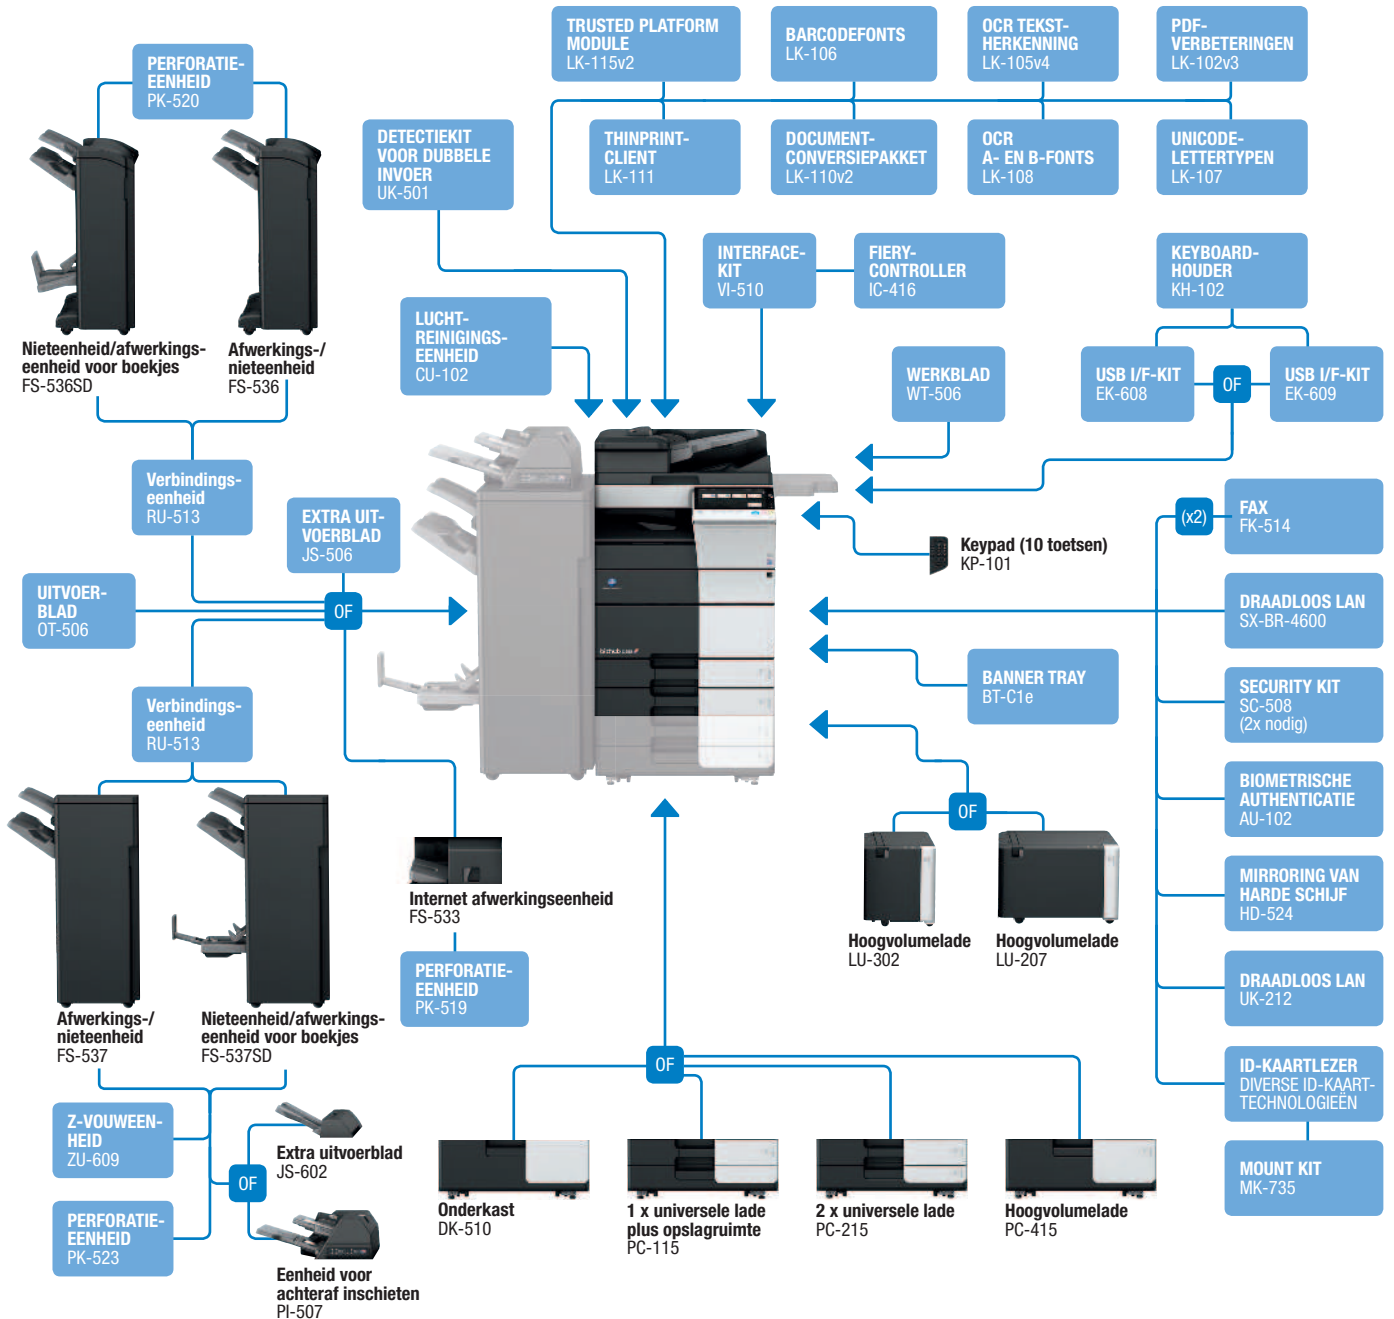 TRUSTED PLATFORM
MODULE
LK-115v2
BARCODEFONTS
LK-106
OCR TEKST-
HERKENNING
LK-105v4
PDF-
VERBETERINGEN
LK-102v3
PERFORATIE-
EENHEID
PK-520
DETECTIEKIT
VOOR DUBBELE
INVOER
UK-501
THINPRINT-
CLIENT
LK-111
DOCUMENT-
CONVERSIEPAKKET
LK-110v2
OCR
A- EN B-FONTS
LK-108
UNICODE-
LETTERTYPEN
LK-107
INTERFACE-
KIT
VI-510
FIERY-
CONTROLLER
IC-416
KEYBOARD-
HOUDER
KH-102
LUCHT-
REINIGINGS-
EENHEID
CU-102
Nieteenheid/afwerkings-
eenheid voor boekjes
FS-536SD
Afwerkings-/
nieteenheid
FS-536
WERKBLAD
WT-506
USB I/F-KIT
EK-608
OF
USB I/F-KIT
EK-609
Verbindings-
eenheid
RU-513
EXTRA UIT-
VOERBLAD
JS-506
Keypad (10 toetsen)
KP-101
(x2)
FAX
FK-514
UITVOER-
BLAD
OT-506
OF
DRAADLOOS LAN
SX-BR-4600
BANNER TRAY
BT-C1e
SECURITY KIT
SC-508
(2x nodig)
Verbindings-
eenheid
RU-513
BIOMETRISCHE
AUTHENTICATIE
AU-102
OF
MIRRORING VAN
HARDE SCHIJF
HD-524
Internet afwerkingseenheid
FS-533
Hoogvolumelade
LU-302
Hoogvolumelade
LU-207
PERFORATIE-
EENHEID
PK-519
DRAADLOOS LAN
UK-212
Afwerkings-/
nieteenheid
FS-537
Nieteenheid/afwerkings-
eenheid voor boekjes
FS-537SD
OF
ID-KAARTLEZER
DIVERSE ID-KAART-
TECHNOLOGIEËN
Z-VOUWEEN-
HEID
ZU-609
Extra uitvoerblad
JS-602
OF
MOUNT KIT
MK-735
PERFORATIE-
EENHEID
PK-523
Onderkast
DK-510
1 x universele lade
plus opslagruimte
PC-115
2 x universele lade
PC-215
Hoogvolumelade
PC-415
Eenheid voor
achteraf inschieten
PI-507